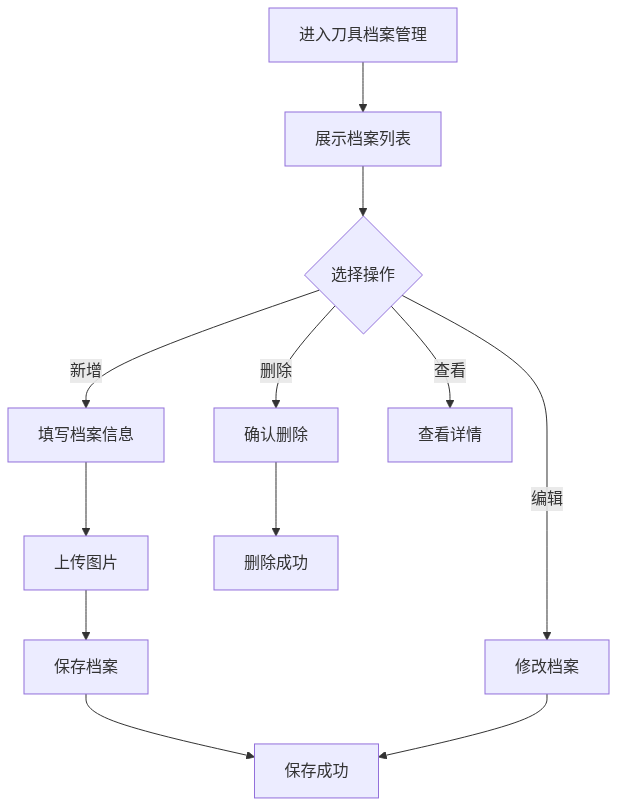 进入刀具档案管理
展示档案列表
选择操作
新增
删除
查看
填写档案信息
确认删除
查看详情
编辑
上传图片
删除成功
保存档案
修改档案
保存成功